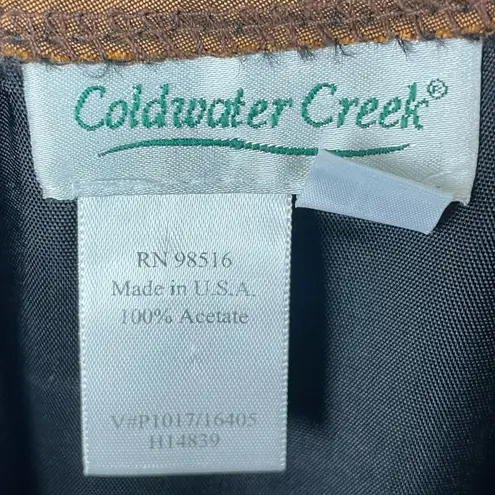 Coldwater Creek®
RN 98516
Made in U.S.A.
100% Acetate
V#P1017/16405
H14839